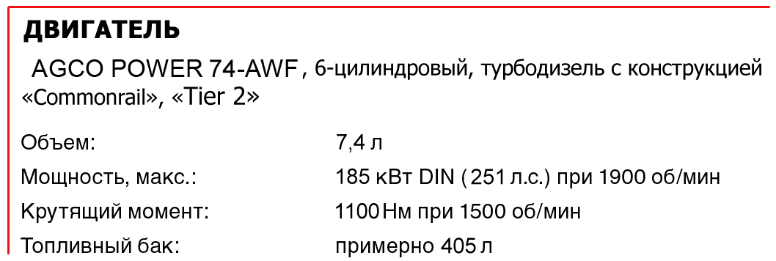 ДВИГАТЕЛЬ
AGCO POWER 74-AWF, 6-цилиндровый, турбодизель с конструкцией
«Commonrail», «Tier 2»
Объем: 7,4 л
Мощность, макс.: 185 кВт DIN (251 л.с.) при 1900 об/мин
Крутящий момент: 1100 Нм при 1500 об/мин
Топливный бак: примерно 405 л